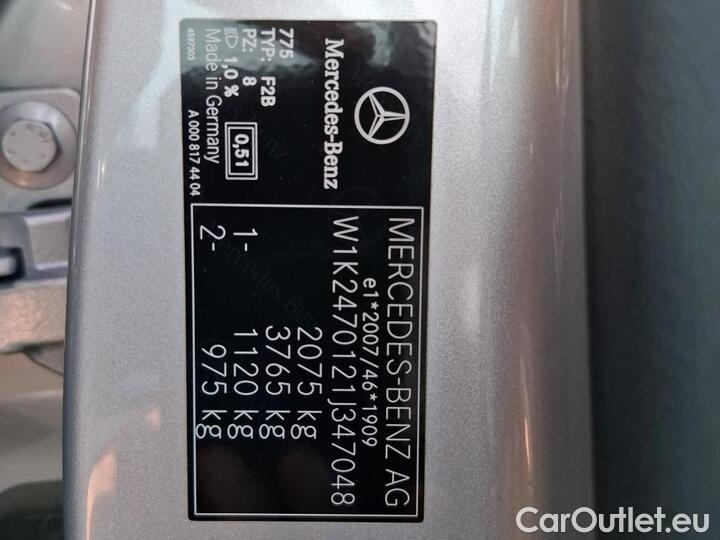 Mercedes-Benz
775
TYP: F2B
PZ: 8
1,0 % 0,51
Made in Germany
4597303
A 000 817 44 04
MERCEDES-BENZ AG
e1*2007/46*1909
W1K2470121J347048
2075 kg
3765 kg
1- 1120 kg
2- 975 kg
CarOutlet.eu